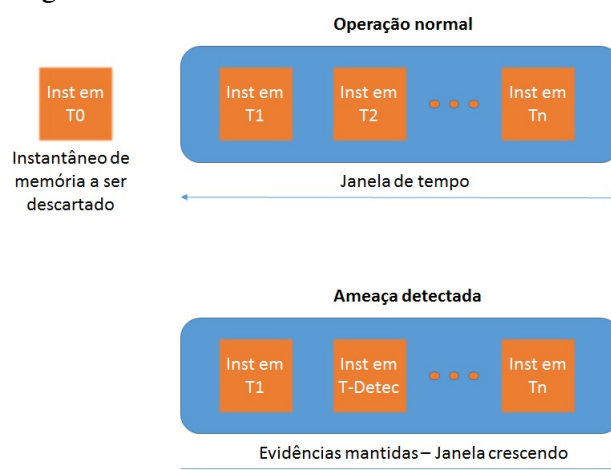 Operação normal
Inst em
T0
Inst em
T1
Inst em
T2
Inst em
Tn
Instantâneo de
memória a ser
descartado
Janela de tempo
Ameaça detectada
Inst em
T1
Inst em
T-Detec
Inst em
Tn
Evidências mantidas – Janela crescendo